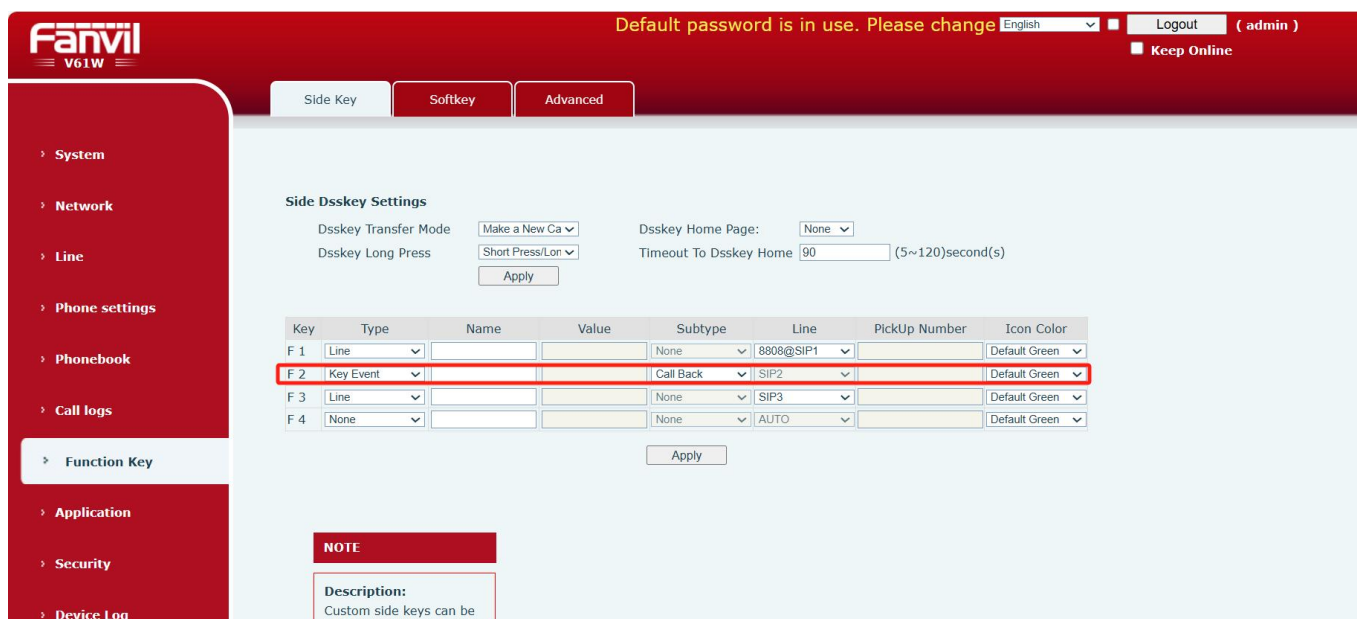 Fanvil
V61W
Default password is in use. Please change English Logout ( admin )
Keep Online
Side Key Softkey Advanced
System
Network
Line
Phone settings
Phonebook
Call logs
Function Key
Application
Security
Device Log
Side Dsskey Settings
Dsskey Transfer Mode Make a New Ca Dsskey Home Page: None
Dsskey Long Press Short Press/Lon Timeout To Dsskey Home 90 (5~120)second(s)
Apply
Key Type Name Value Subtype Line PickUp Number Icon Color
F 1 Line None 8808@SIP1 Default Green
F 2 Key Event Call Back SIP2 Default Green
F 3 Line None SIP3 Default Green
F 4 None None AUTO Default Green
Apply
NOTE
Description:
Custom side keys can be